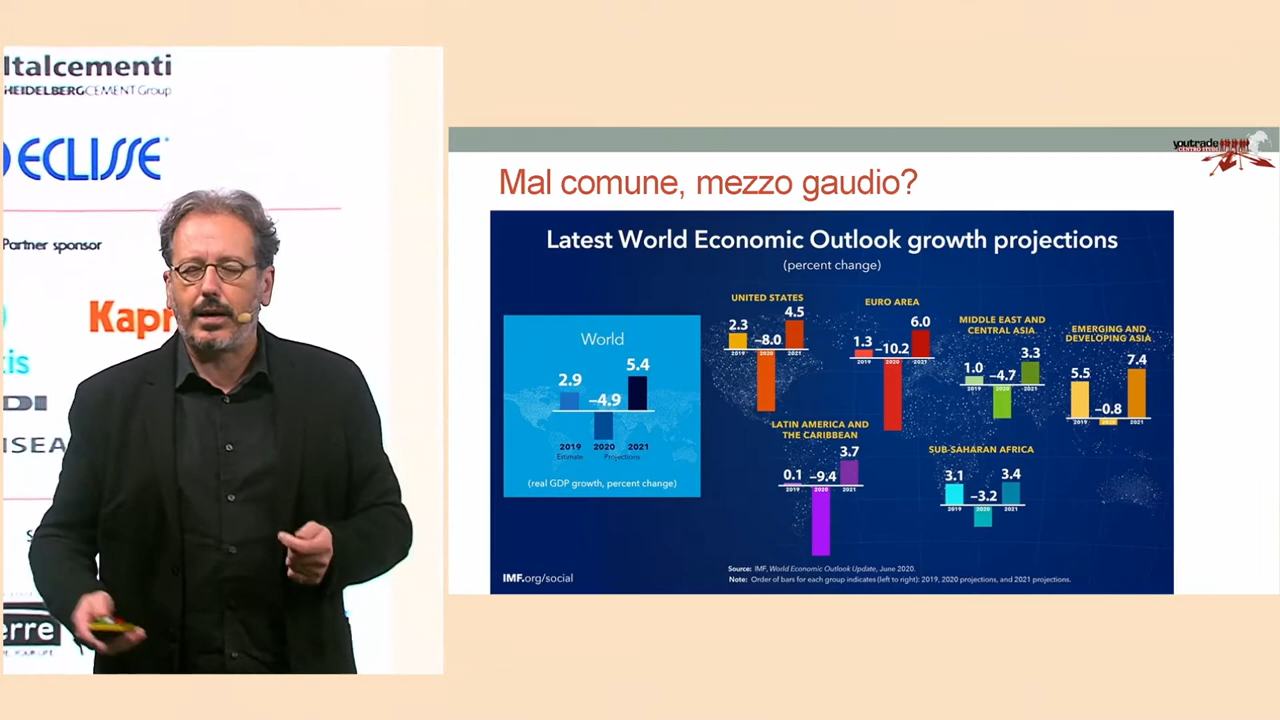 Italcementi
HEIDELBERGCEMENT Group
ECLISSE
Partner sponsor
Kapr
is
DI
NSEA
erre
youtrade
CENTRO STUDI
Mal comune, mezzo gaudio?
Latest World Economic Outlook growth projections
(percent change)
World
2.9
–4.9
5.4
2019
2020
2021
Estimate
Projections
(real GDP growth, percent change)
UNITED STATES
2.3
–8.0
4.5
2019
2020
2021
EURO AREA
1.3
–10.2
6.0
2019
2020
2021
MIDDLE EAST AND
CENTRAL ASIA
1.0
–4.7
3.3
2019
2020
2021
EMERGING AND
DEVELOPING ASIA
5.5
–0.8
7.4
2019
2020
2021
LATIN AMERICA AND
THE CARIBBEAN
0.1
–9.4
3.7
2019
2020
2021
SUB-SAHARAN AFRICA
3.1
–3.2
3.4
2019
2020
2021
IMF.org/social
Source: IMF, World Economic Outlook Update, June 2020.
Note: Order of bars for each group indicates (left to right): 2019, 2020 projections, and 2021 projections.